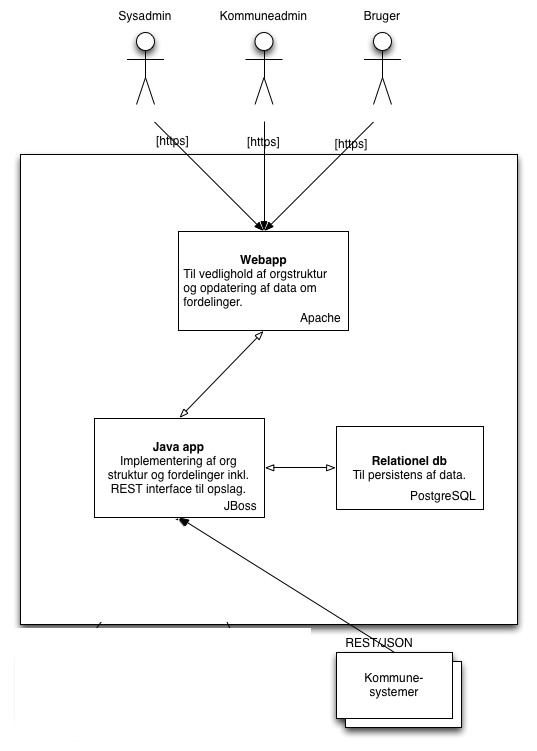 Sysadmin
Kommuneadmin
Bruger
[https]
[https]
[https]
Webapp
Til vedlighold af orgstruktur
og opdatering af data om
fordelinger.
Apache
Java app
Implementering af org
struktur og fordelinger inkl.
REST interface til opslag.
JBoss
Relationel db
Til persistens af data.
PostgreSQL
REST/JSON
Kommune-
systemer